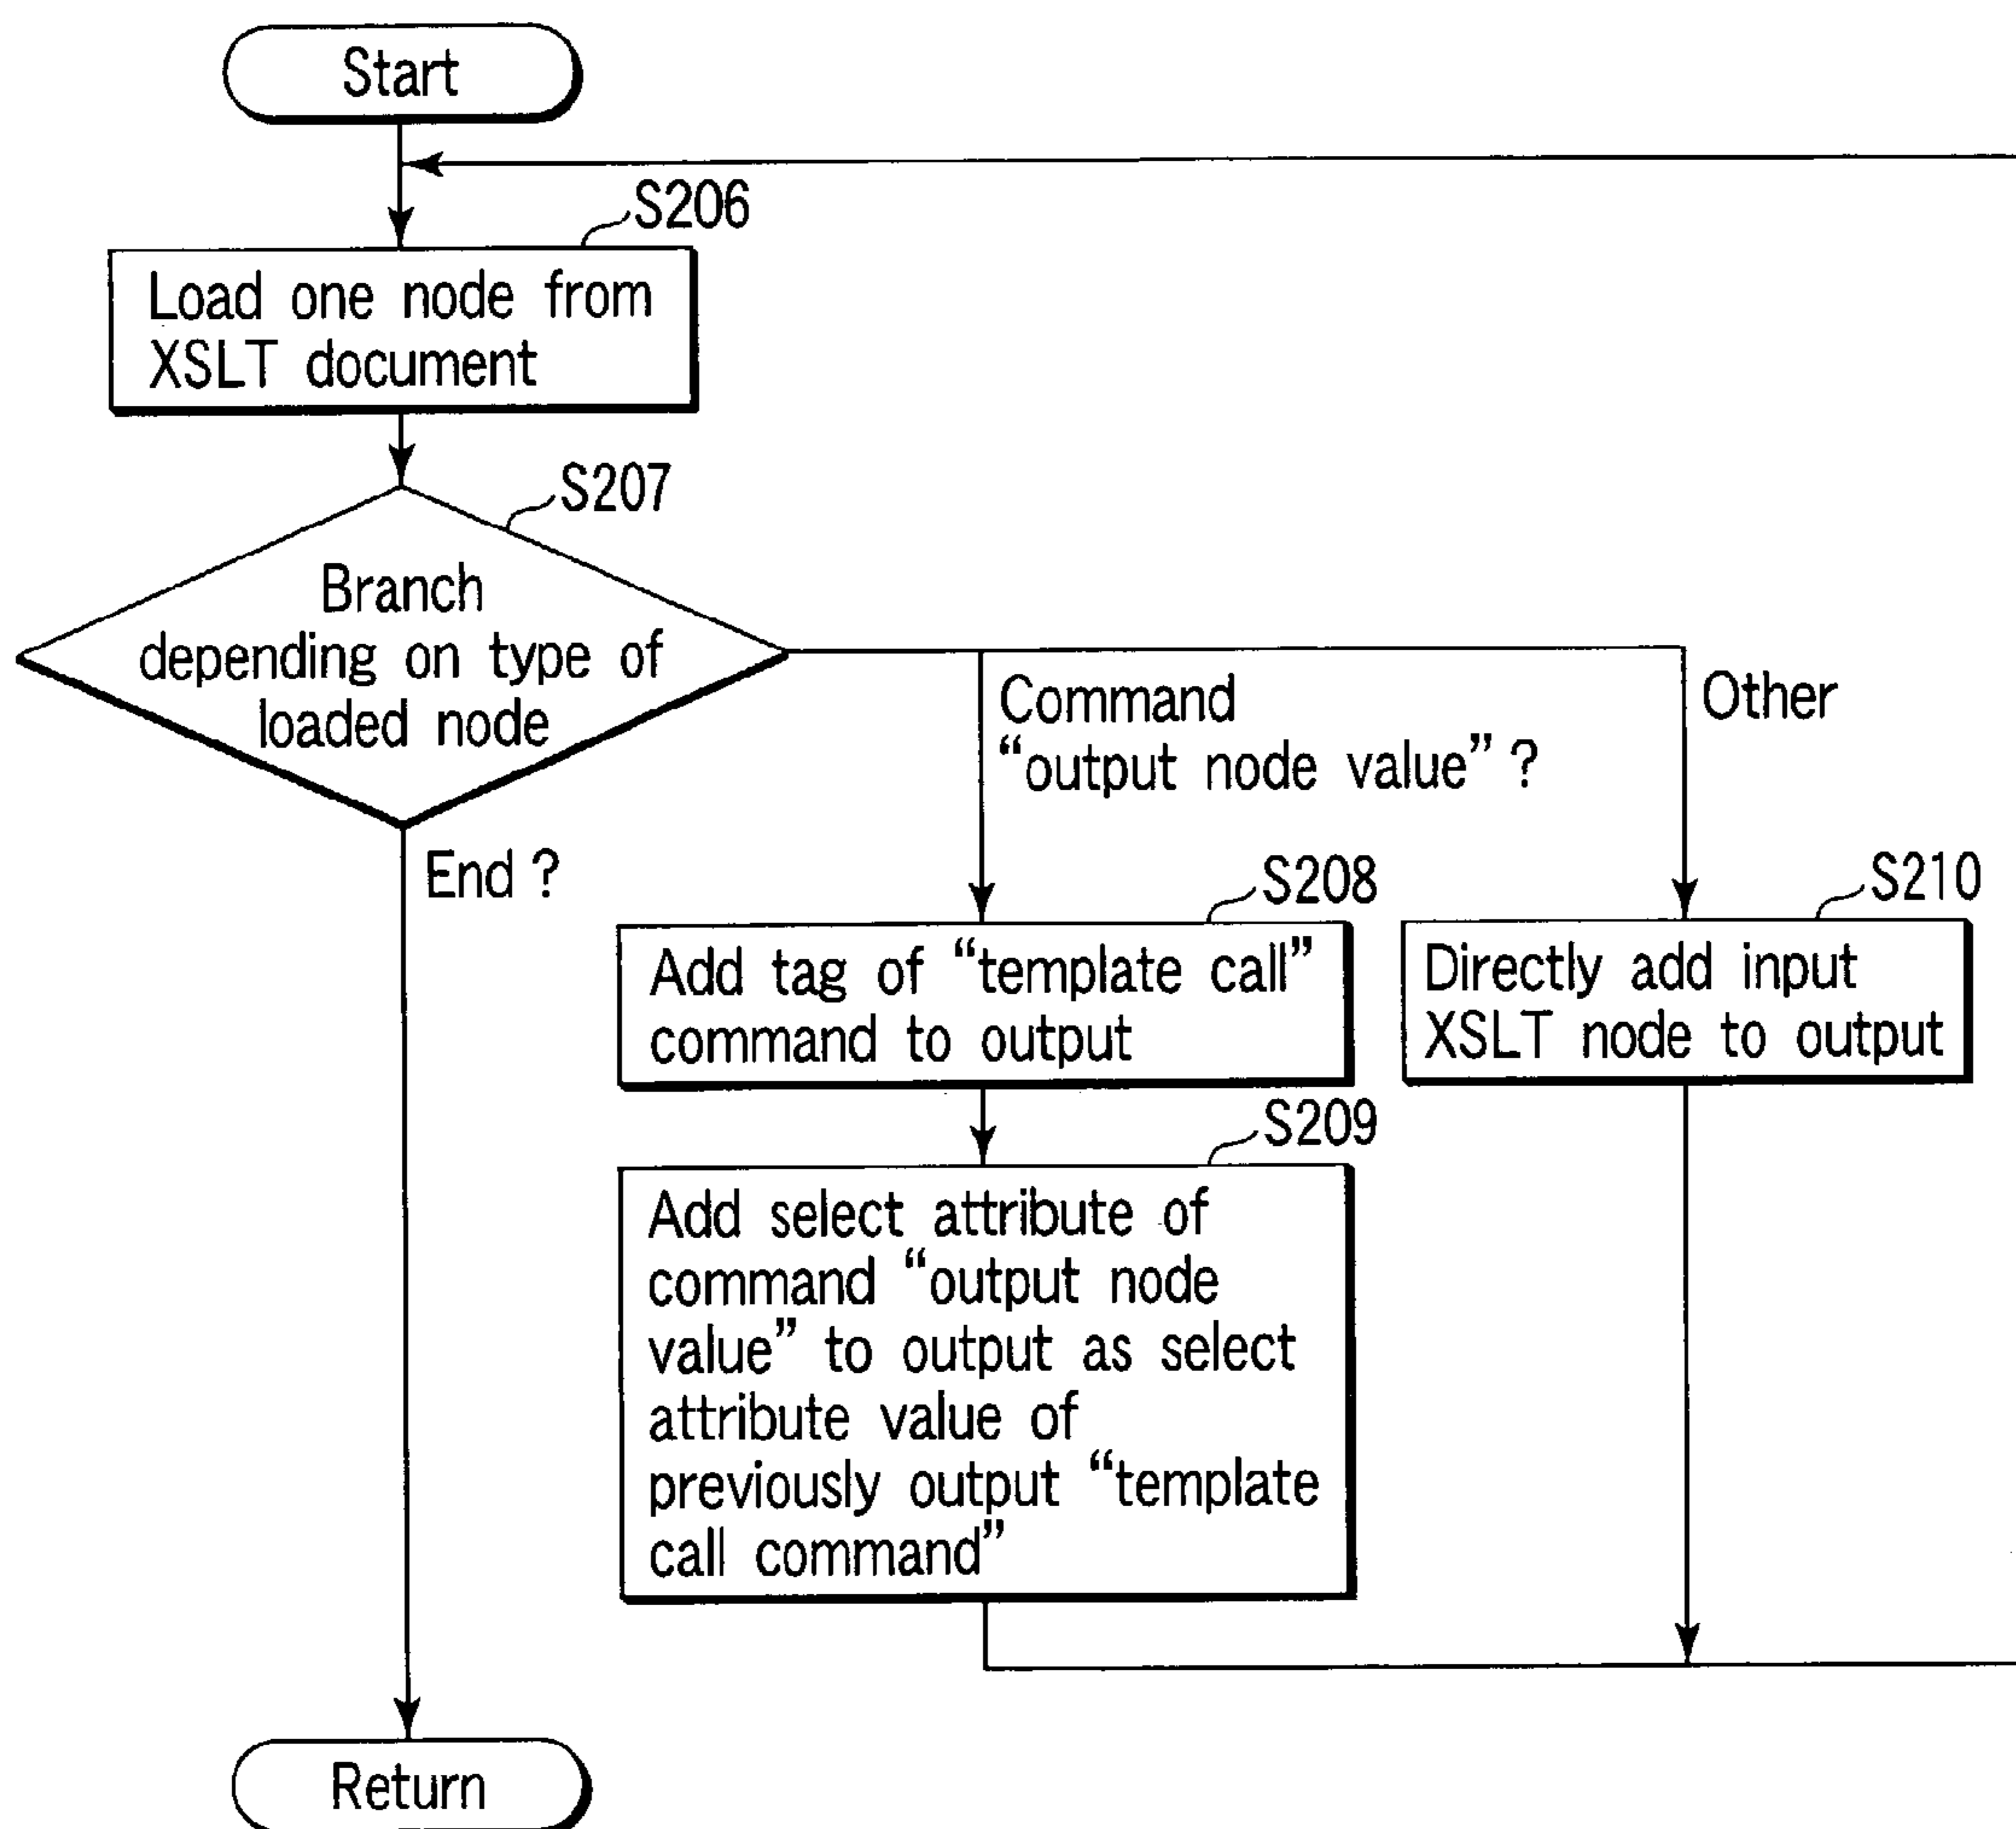 Start
S206
Load one node from
XSLT document
S207
Branch
depending on type of
loaded node
Command
“output node value” ?
Other
End ?
S208
Add tag of “template call”
command to output
S210
Directly add input
XSLT node to output
S209
Add select attribute of
command “output node
value” to output as select
attribute value of
previously output “template
call command”
Return